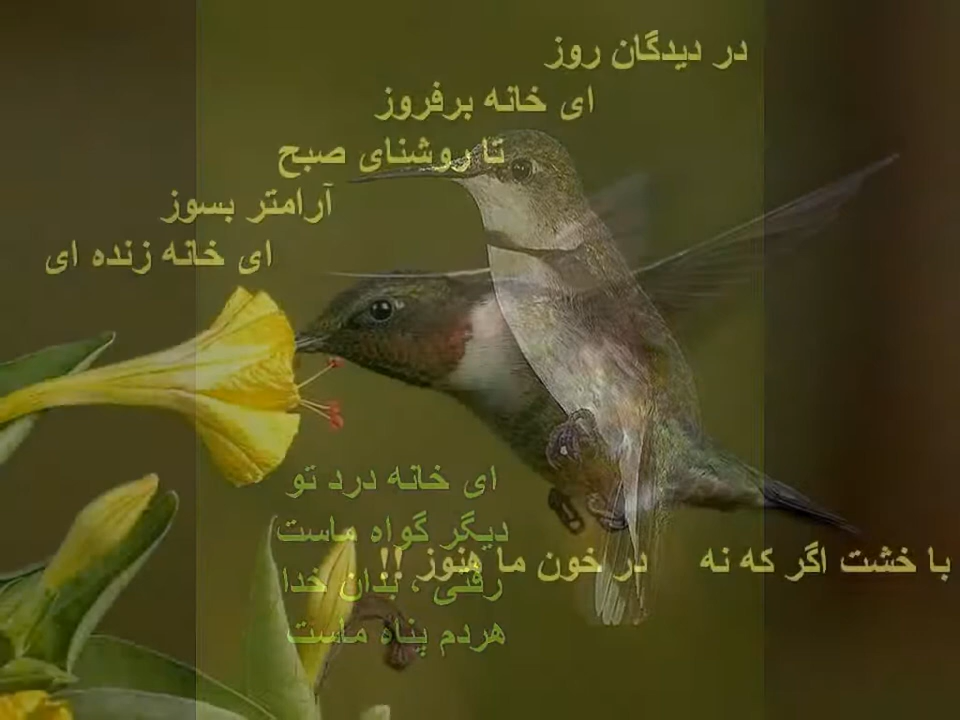 در دیدگان روز
ای خانه برفروز
تا روشنای صبح
آرامتر بسوز
ای خانه زنده ای
ای خانه درد تو
دیگر گواه ماست
با خشت اگر که نه در خون ما هنوز !!
رفتی ، بدان خدا
هردم پناه ماست